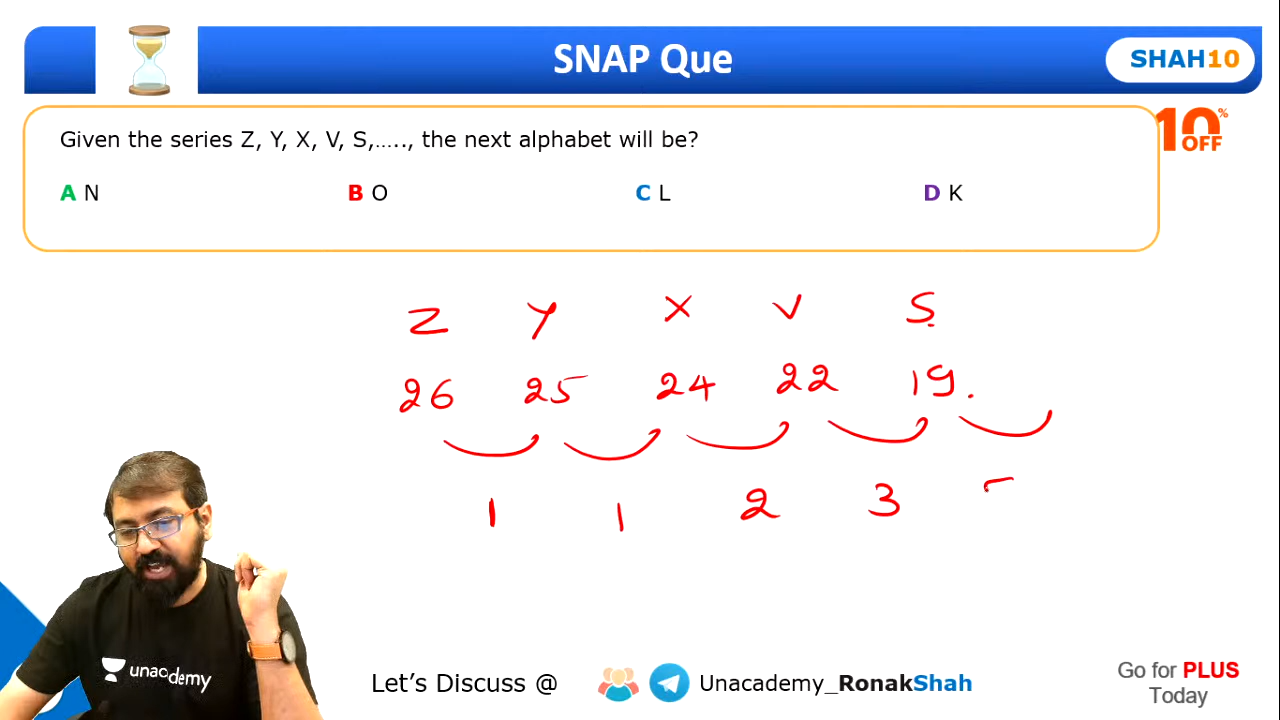 SNAP Que
SHAH10
10% OFF
Given the series Z, Y, X, V, S,....., the next alphabet will be?
A N B O C L D K
Z Y X V S
26 25 24 22 19.
1 1 2 3
unacademy
Let's Discuss @ Unacademy_RonakShah
Go for PLUS
Today